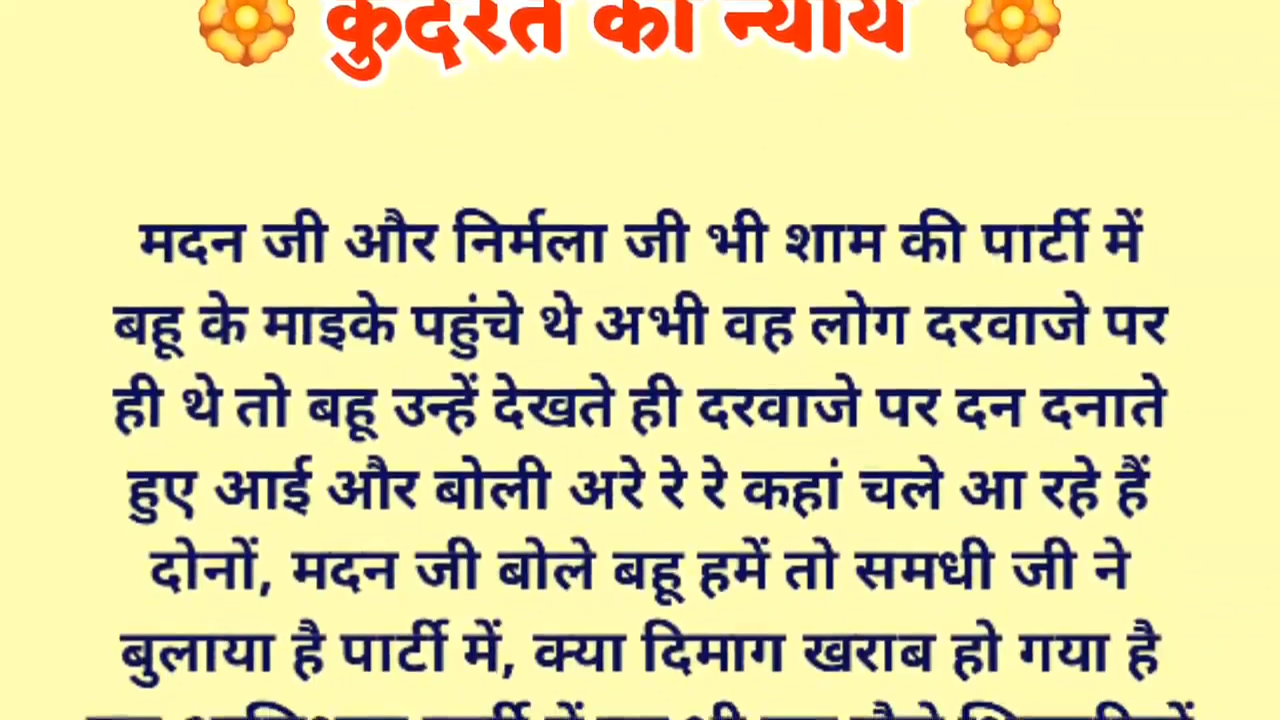 कुदरत का न्याय
मदन जी और निर्मला जी भी शाम की पार्टी में
बहू के माइके पहुंचे थे अभी वह लोग दरवाजे पर
ही थे तो बहू उन्हें देखते ही दरवाजे पर दन दनाते
हुए आई और बोली अरे रे रे कहां चले आ रहे हैं
दोनों, मदन जी बोले बहू हमें तो समधी जी ने
बुलाया है पार्टी में, क्या दिमाग खराब हो गया है